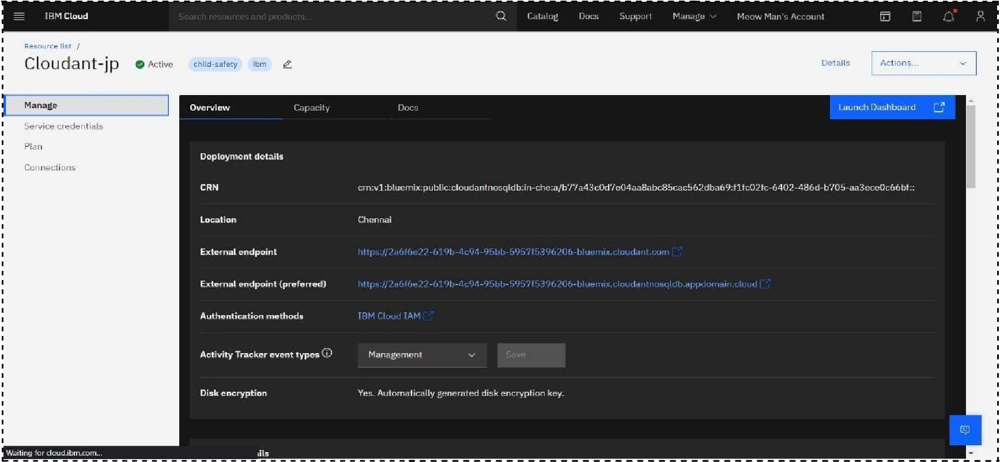 IBM Cloud
Search resources and products...
Catalog
Docs
Support
Manage
Meow Man's Account
Resource list /
Cloudant-jp
Active
child-safety
ibm
Details
Actions...
Manage
Service credentials
Plan
Connections
Overview
Capacity
Docs
Launch Dashboard
Deployment details
CRN
crn:v1:bluemix:public:cloudantnosqldb:in-che:a/b77a43c0d7e04aa8abc85cac562dba69:f1fc02fc-6402-486d-b705-aa3ece0c66bf::
Location
Chennai
External endpoint
https://2a6f6e22-619b-4c94-95bb-5957f5396206-bluemix.cloudant.com
External endpoint (preferred)
https://2a6f6e22-619b-4c94-95bb-5957f5396206-bluemix.cloudantnosqldb.appdomain.cloud
Authentication methods
IBM Cloud IAM
Activity Tracker event types
Management
Save
Disk encryption
Yes. Automatically generated disk encryption key.
Waiting for cloud.ibm.com...
ils